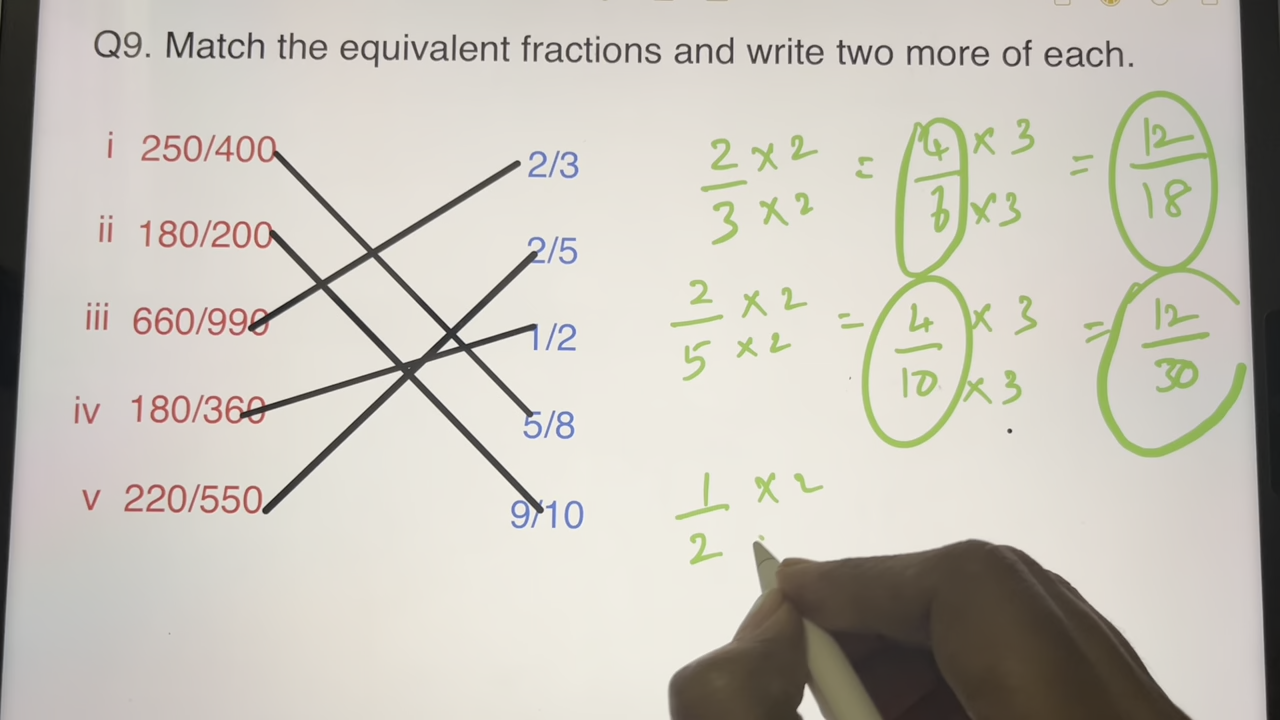 Q9. Match the equivalent fractions and write two more of each.
i 250/400
ii 180/200
iii 660/990
iv 180/360
v 220/550
2/3
2/5
1/2
5/8
9/10
2/3 × 2/× 2 = 4/6 × 3/× 3 = 12/18
2/5 × 2/× 2 = 4/10 × 3/× 3 = 12/30
1/2 × 2